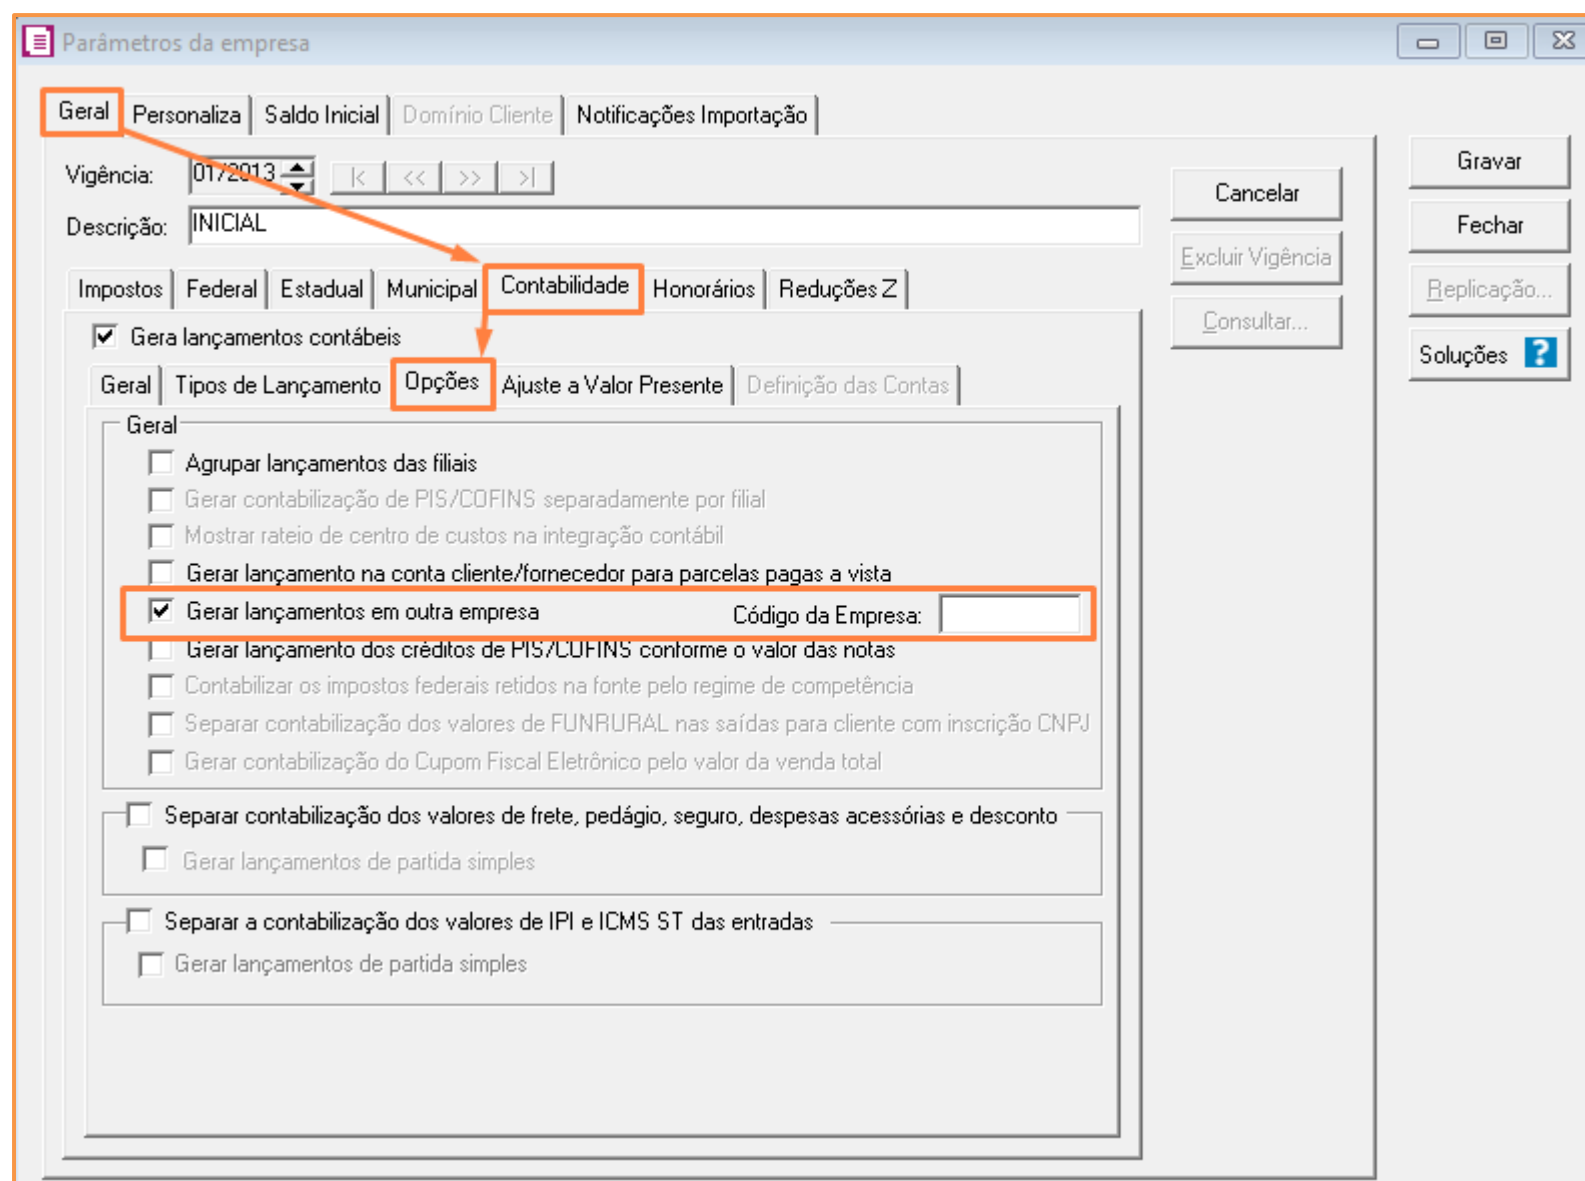 Parâmetros da empresa
Geral Personaliza Saldo Inicial Domínio Cliente Notificações Importação
Vigência: 01/2013 |< << >> >|
Descrição: INICIAL
Cancelar
Excluir Vigência
Consultar...
Gravar
Fechar
Replicação...
Soluções ?
Impostos Federal Estadual Municipal Contabilidade Honorários Reduções Z
Gera lançamentos contábeis
Geral Tipos de Lançamento Opções Ajuste a Valor Presente Definição das Contas
Geral
Agrupar lançamentos das filiais
Gerar contabilização de PIS/COFINS separadamente por filial
Mostrar rateio de centro de custos na integração contábil
Gerar lançamento na conta cliente/fornecedor para parcelas pagas a vista
Gerar lançamentos em outra empresa Código da Empresa:
Gerar lançamento dos créditos de PIS/COFINS conforme o valor das notas
Contabilizar os impostos federais retidos na fonte pelo regime de competência
Separar contabilização dos valores de FUNRURAL nas saídas para cliente com inscrição CNPJ
Gerar contabilização do Cupom Fiscal Eletrônico pelo valor da venda total
Separar contabilização dos valores de frete, pedágio, seguro, despesas acessórias e desconto
Gerar lançamentos de partida simples
Separar a contabilização dos valores de IPI e ICMS ST das entradas
Gerar lançamentos de partida simples